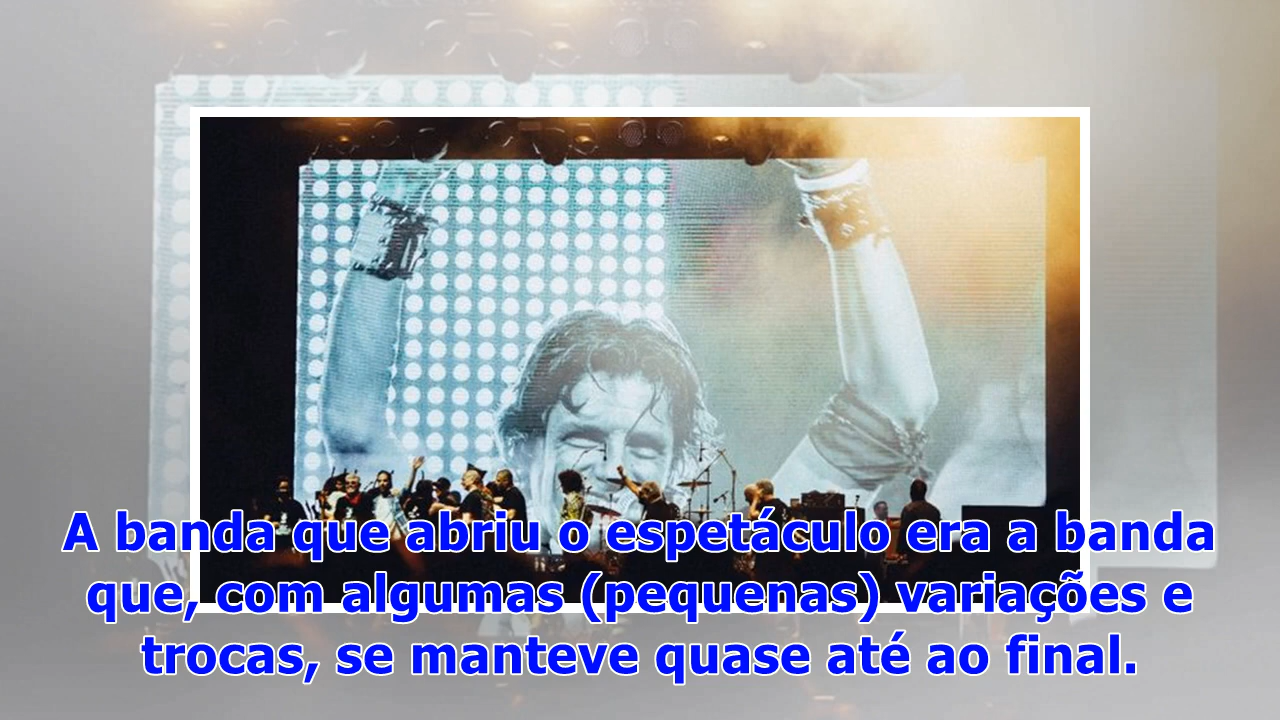 A banda que abriu o espetáculo era a banda
que, com algumas (pequenas) variações e
trocas, se manteve quase até ao final.